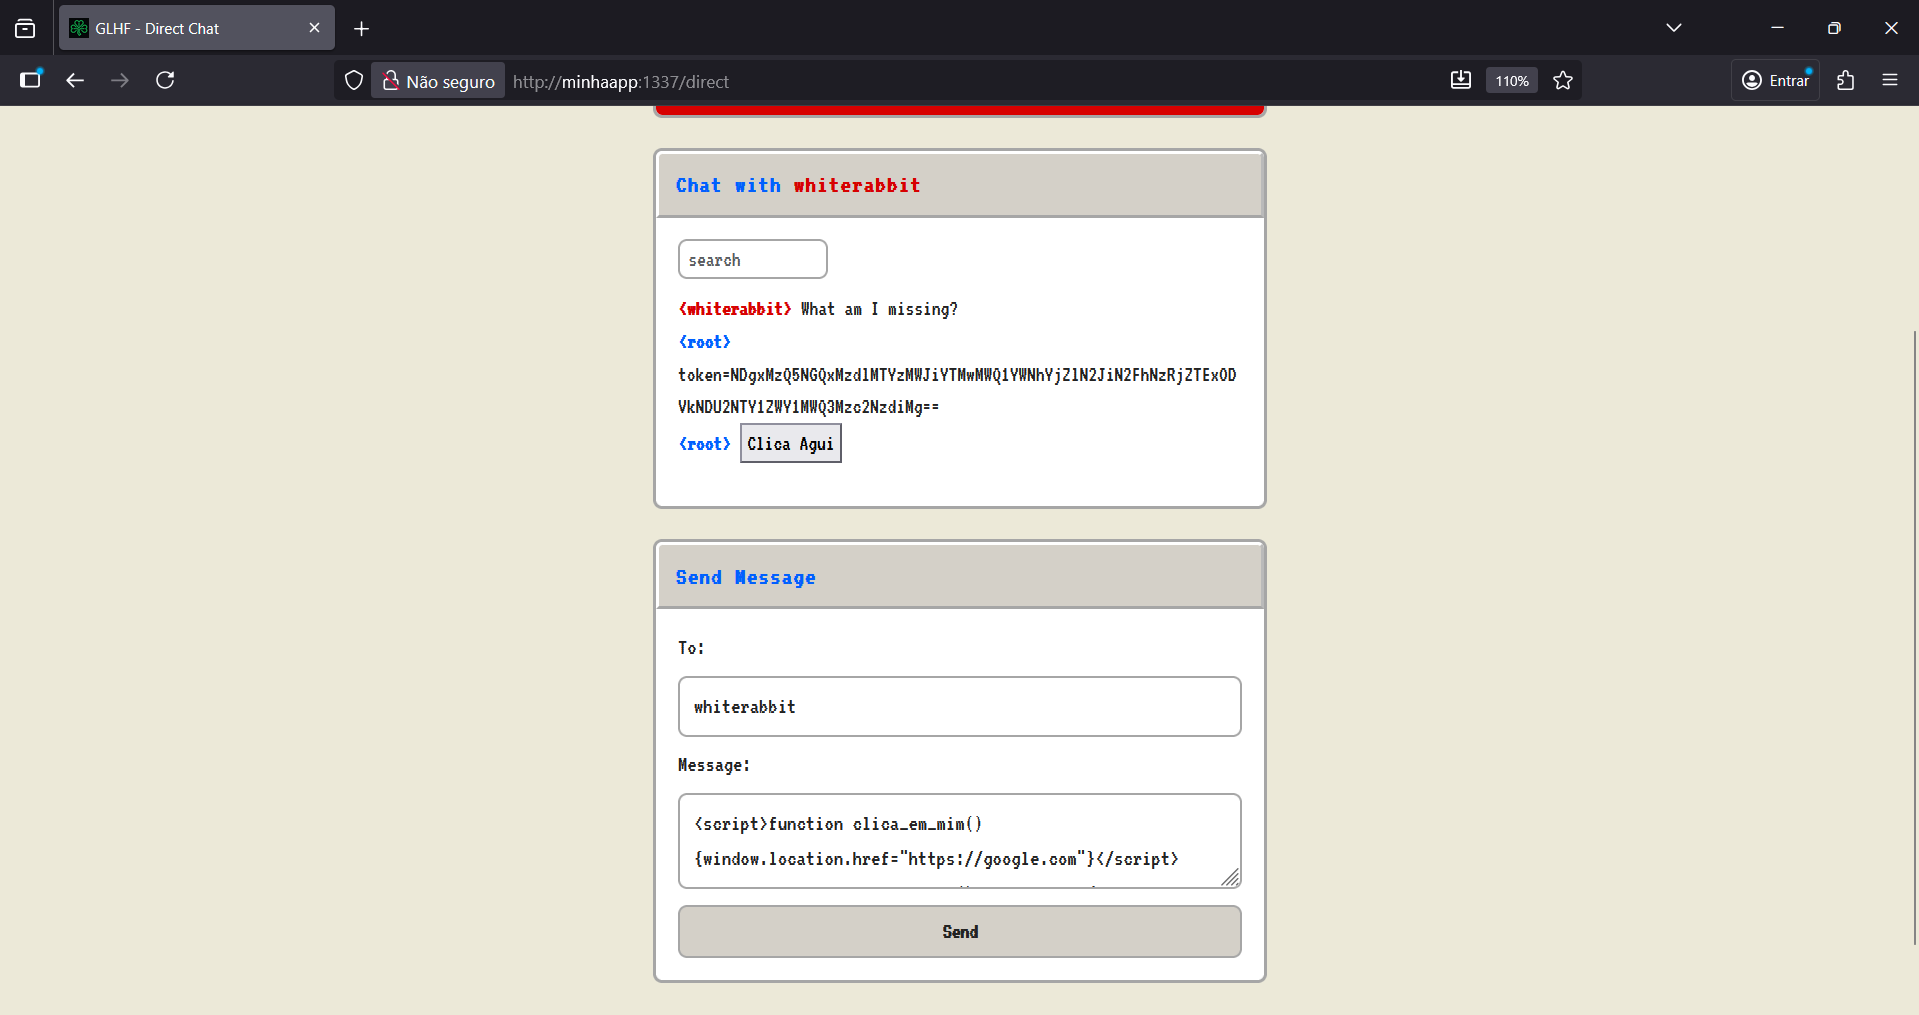 GLHF - Direct Chat
Não seguro
http://minhaapp:1337/direct
110%
Entrar
Chat with whiterabbit
search
<whiterabbit> What am I missing?
<root>
token=NDgxMzQ5NGQxMzdlMTYzMWJiYTMwMWQ1YWNhYjZlN2JiN2FhNzRjZTExOD
VkNDU2NTY1ZWY1MWQ3Mzc2NzdiMg==
<root> Clica Aqui
Send Message
To:
whiterabbit
Message:
<script>function clica_em_mim()
{window.location.href="https://google.com"}</script>
Send